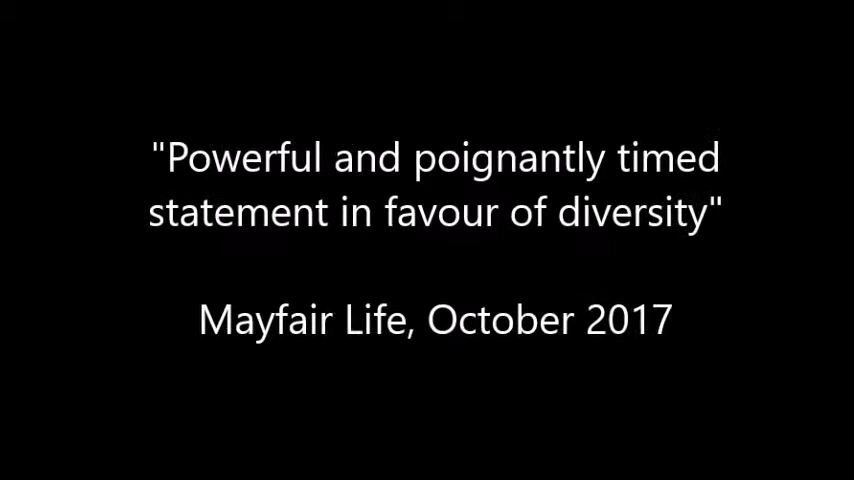 "Powerful and poignantly timed
statement in favour of diversity"
Mayfair Life, October 2017